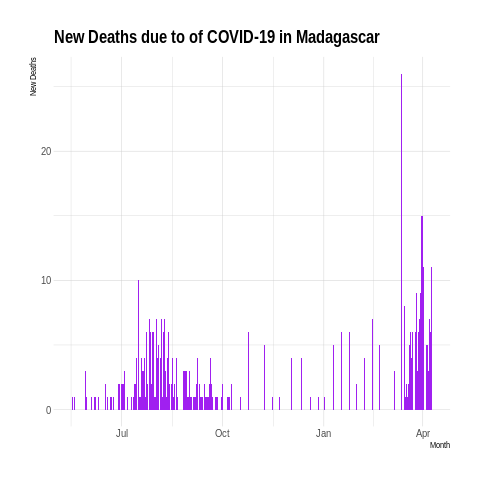 New Deaths due to of COVID-19 in Madagascar
New Deaths
20
10
0
Jul Oct Jan Apr
Month